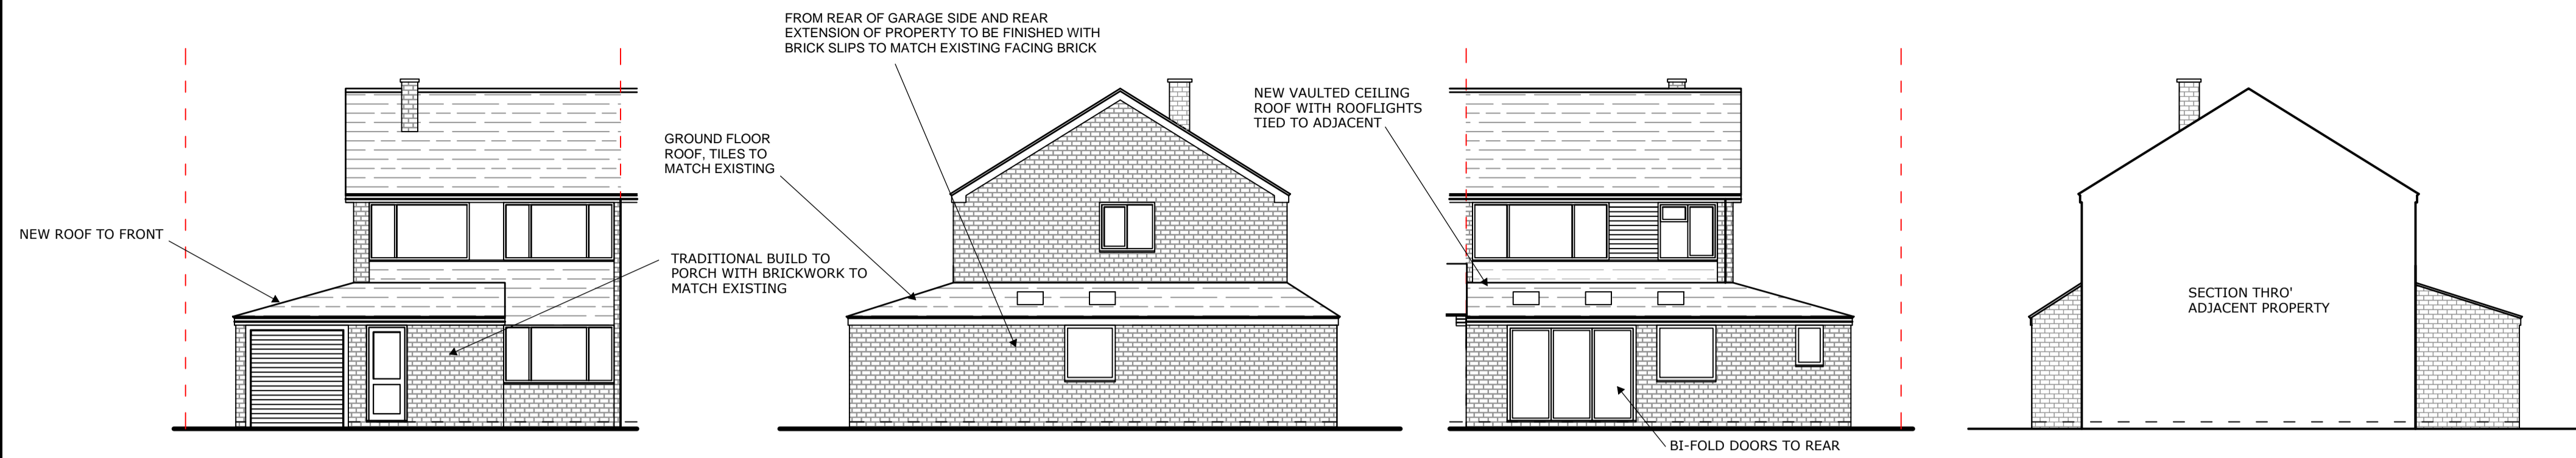 NEW ROOF TO FRONT
GROUND FLOOR
ROOF, TILES TO
MATCH EXISTING
TRADITIONAL BUILD TO
PORCH WITH BRICKWORK TO
MATCH EXISTING
FROM REAR OF GARAGE SIDE AND REAR
EXTENSION OF PROPERTY TO BE FINISHED WITH
BRICK SLIPS TO MATCH EXISTING FACING BRICK
NEW VAULTED CEILING
ROOF WITH ROOFLIGHTS
TIED TO ADJACENT
BI-FOLD DOORS TO REAR
SECTION THRO'
ADJACENT PROPERTY